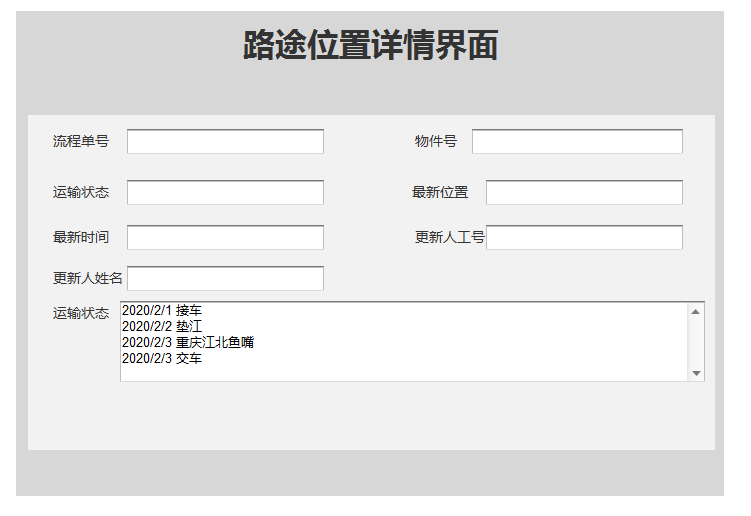 路途位置详情界面
流程单号 物件号
运输状态 最新位置
最新时间 更新人工号
更新人姓名
运输状态
2020/2/1 接车
2020/2/2 垫江
2020/2/3 重庆江北鱼嘴
2020/2/3 交车